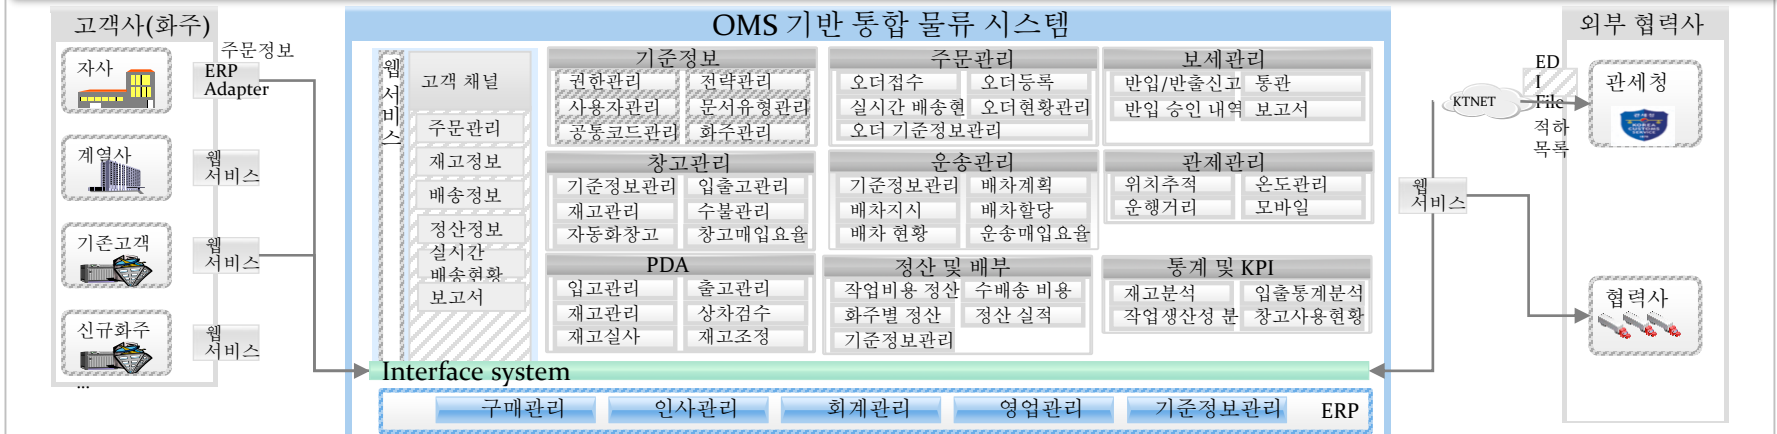 고객사(화주)
OMS 기반 통합 물류 시스템
외부 협력사
주문정보
자사
ERP
Adapter
계열사
웹
서비스
기존고객
웹
서비스
신규화주
웹
서비스
...
웹
서
비
스
고객 채널
주문관리
재고정보
배송정보
정산정보
실시간
배송현황
보고서
기준정보
권한관리 전략관리
사용자관리 문서유형관리
공통코드관리 화주관리
주문관리
오더접수 오더등록
실시간 배송현 오더현황관리
오더 기준정보관리
보세관리
반입/반출신고 통관
반입 승인 내역 보고서
창고관리
기준정보관리 입출고관리
재고관리 수불관리
자동화창고 창고매입요율
운송관리
기준정보관리 배차계획
배차지시 배차할당
배차 현황 운송매입요율
관제관리
위치추적 온도관리
운행거리 모바일
PDA
입고관리 출고관리
재고관리 상차검수
재고실사 재고조정
정산 및 배부
작업비용 정산 수배송 비용
화주별 정산 정산 실적
기준정보관리
통계 및 KPI
재고분석 입출통계분석
작업생산성 분 창고사용현황
Interface system
구매관리 인사관리 회계관리 영업관리 기준정보관리 ERP
웹
서비스
KTNET
ED
I
File
적하
목록
관세청
관세청
KOREA
CUSTOMS
SERVICE
협력사